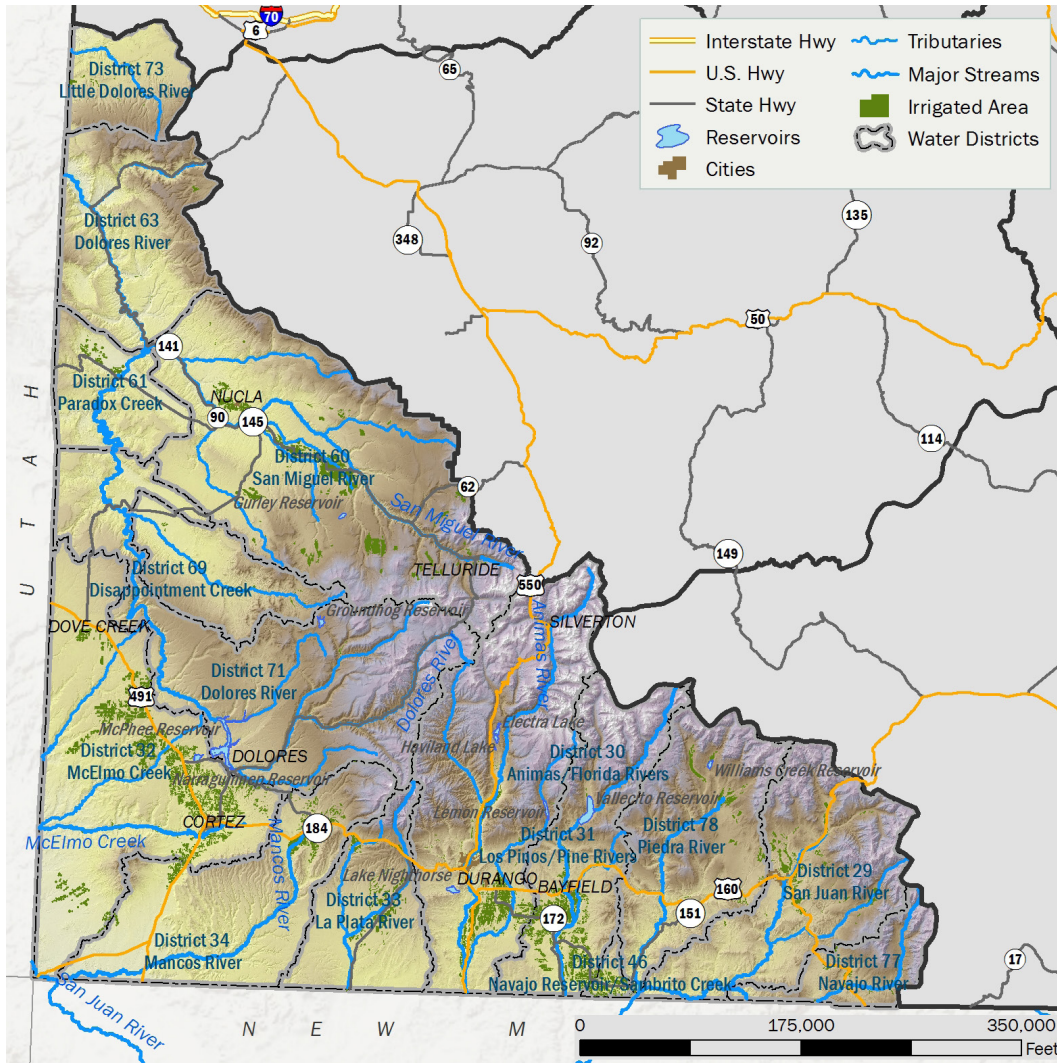 70
6
65
Interstate Hwy
Tributaries
U.S. Hwy
Major Streams
State Hwy
Irrigated Area
Reservoirs
Water Districts
Cities
District 73
Little Dolores River
135
District 63
Dolores River
348
92
50
141
District 61
Paradox Creek
UTAH
NUCLA
90
145
114
District 60
San Miguel River
62
Gurley Reservoir
San Miguel River
149
District 69
Disappointment Creek
TELLURIDE
550
Groundhog Reservoir
SILVERTON
Animas River
DOVE CREEK
District 71
Dolores River
491
Dolores River
McPhee Reservoir
Electra Lake
District 32
McElmo Creek
DOLORES
Haviland Lake
District 30
Animas/Florida Rivers
Williams Creek Reservoir
Narraguinnep Reservoir
Vallecito Reservoir
Lemon Reservoir
CORTEZ
184
McElmo Creek
Mancos River
District 31
Los Pinos/Pine Rivers
District 78
Piedra River
Lake Nighthorse
DURANGO
BAYFIELD
District 29
San Juan River
160
District 33
La Plata River
172
151
District 34
Mancos River
District 46
Navajo Reservoir/Sambrito Creek
District 77
Navajo River
17
San Juan River
NEW M
0
175,000
350,000
Feet